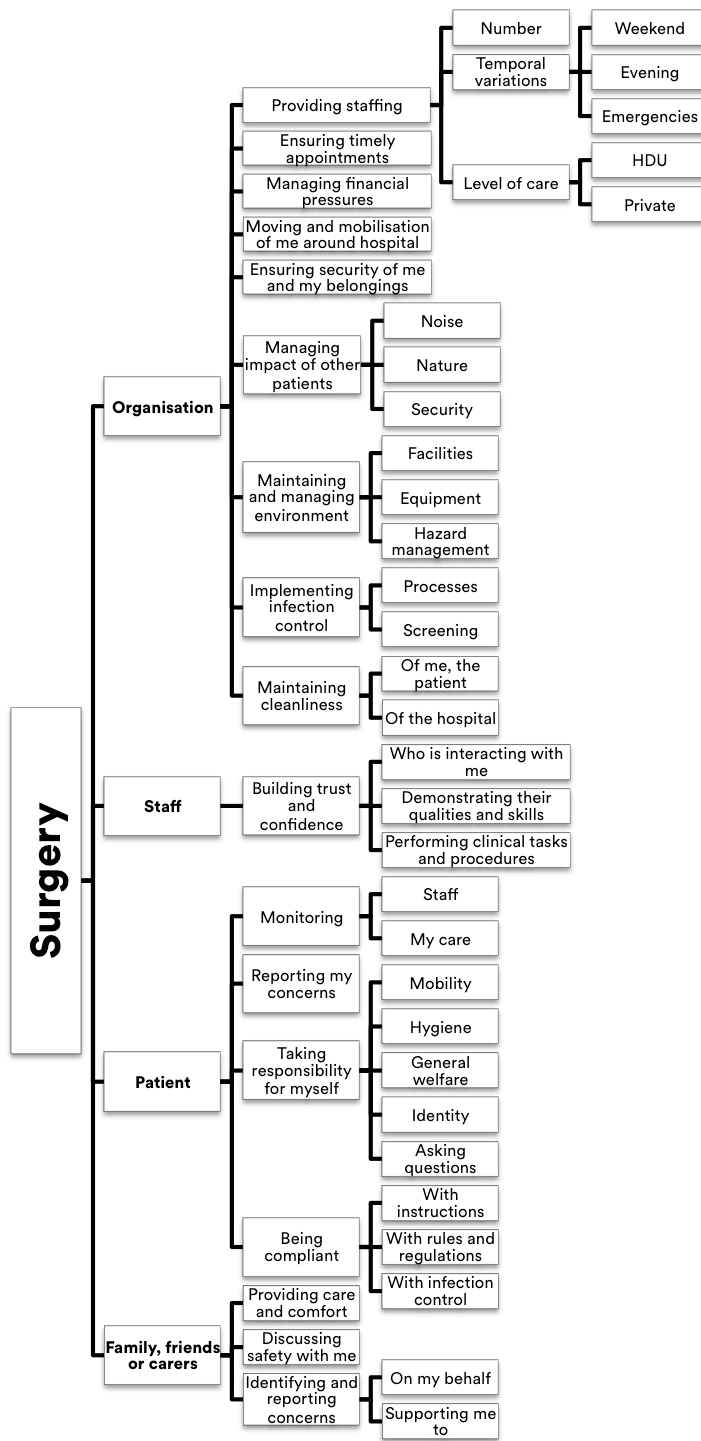 Surgery
Organisation
Providing staffing
Number
Temporal
variations
Weekend
Evening
Emergencies
Level of care
HDU
Private
Ensuring timely
appointments
Managing financial
pressures
Moving and mobilisation
of me around hospital
Ensuring security of me
and my belongings
Managing
impact of other
patients
Noise
Nature
Security
Maintaining
and managing
environment
Facilities
Equipment
Hazard
management
Implementing
infection
control
Processes
Screening
Maintaining
cleanliness
Of me, the
patient
Of the hospital
Staff
Building trust
and
confidence
Who is interacting with
me
Demonstrating their
qualities and skills
Performing clinical tasks
and procedures
Patient
Monitoring
Staff
My care
Reporting my
concerns
Taking
responsibility
for myself
Mobility
Hygiene
General
welfare
Identity
Asking
questions
Being
compliant
With
instructions
With rules and
regulations
With infection
control
Family, friends
or carers
Providing care
and comfort
Discussing
safety with me
Identifying and
reporting
concerns
On my behalf
Supporting me
to